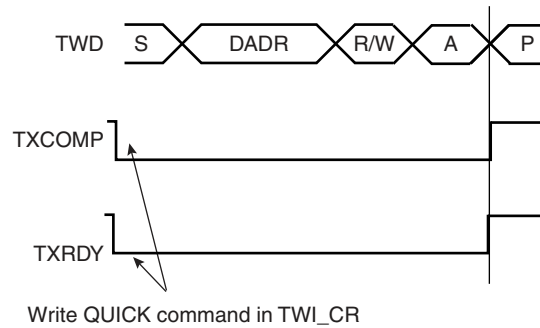 TWD S DADR R/W A P
TXCOMP
TXRDY
Write QUICK command in TWI_CR